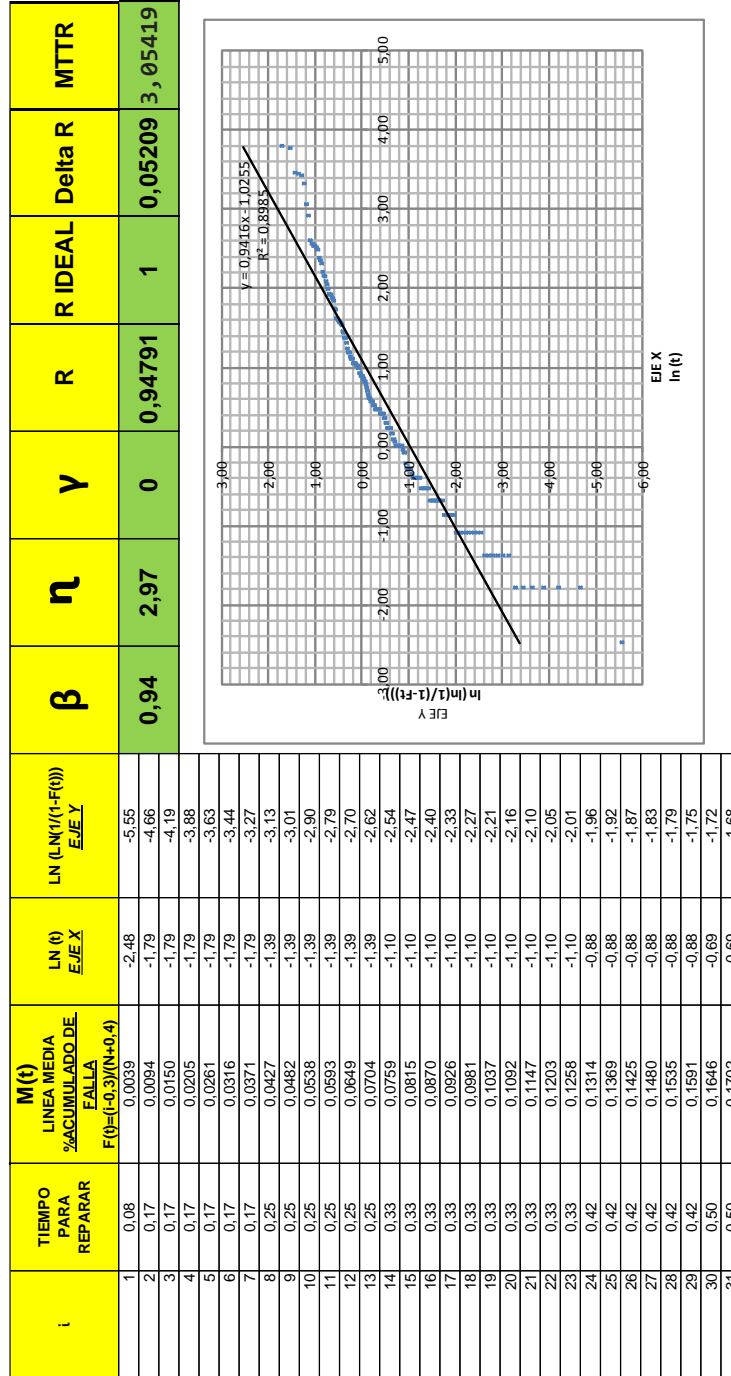 ι	TIEMPO PARA REPARAR	M(t) LINEA MEDIA %ACUMULADO DE FALLA F(t)=(i-0,3)/(N+0,4)	LN (t) EJE X	LN (LN(1/(1-F(t))) EJE Y	β	η	γ	R	R IDEAL	Delta R	MTTR
0,94	2,97	0	0,94791	1	0,05209	3,05419
1	0,08	0,0039	-2,48	-5,55
2	0,17	0,0094	-1,79	-4,66
3	0,17	0,0150	-1,79	-4,19
4	0,17	0,0205	-1,79	-3,88
5	0,17	0,0261	-1,79	-3,63
6	0,17	0,0316	-1,79	-3,44
7	0,17	0,0371	-1,79	-3,27
8	0,25	0,0427	-1,39	-3,13
9	0,25	0,0482	-1,39	-3,01
10	0,25	0,0538	-1,39	-2,90
11	0,25	0,0593	-1,39	-2,79
12	0,25	0,0649	-1,39	-2,70
13	0,25	0,0704	-1,39	-2,62
14	0,33	0,0759	-1,10	-2,54
15	0,33	0,0815	-1,10	-2,47
16	0,33	0,0870	-1,10	-2,40
17	0,33	0,0926	-1,10	-2,33
18	0,33	0,0981	-1,10	-2,27
19	0,33	0,1037	-1,10	-2,21
20	0,33	0,1092	-1,10	-2,16
21	0,33	0,1147	-1,10	-2,10
22	0,33	0,1203	-1,10	-2,05
23	0,33	0,1258	-1,10	-2,01
24	0,42	0,1314	-0,88	-1,96
25	0,42	0,1369	-0,88	-1,92
26	0,42	0,1425	-0,88	-1,87
27	0,42	0,1480	-0,88	-1,83
28	0,42	0,1535	-0,88	-1,79
29	0,42	0,1591	-0,88	-1,75
30	0,50	0,1646	-0,69	-1,72
31	0,50	0,1702	-0,69	-1,68
EJE Y
ln (ln(1/(1-Ft)))
3,00
2,00
1,00
0,00
-1,00
-2,00
-3,00
-4,00
-5,00
-6,00
-3,00	-2,00	-1,00	0,00	1,00	2,00	3,00	4,00	5,00
y = 0,9416x - 1,0255
R² = 0,8985
EJE X
ln (t)